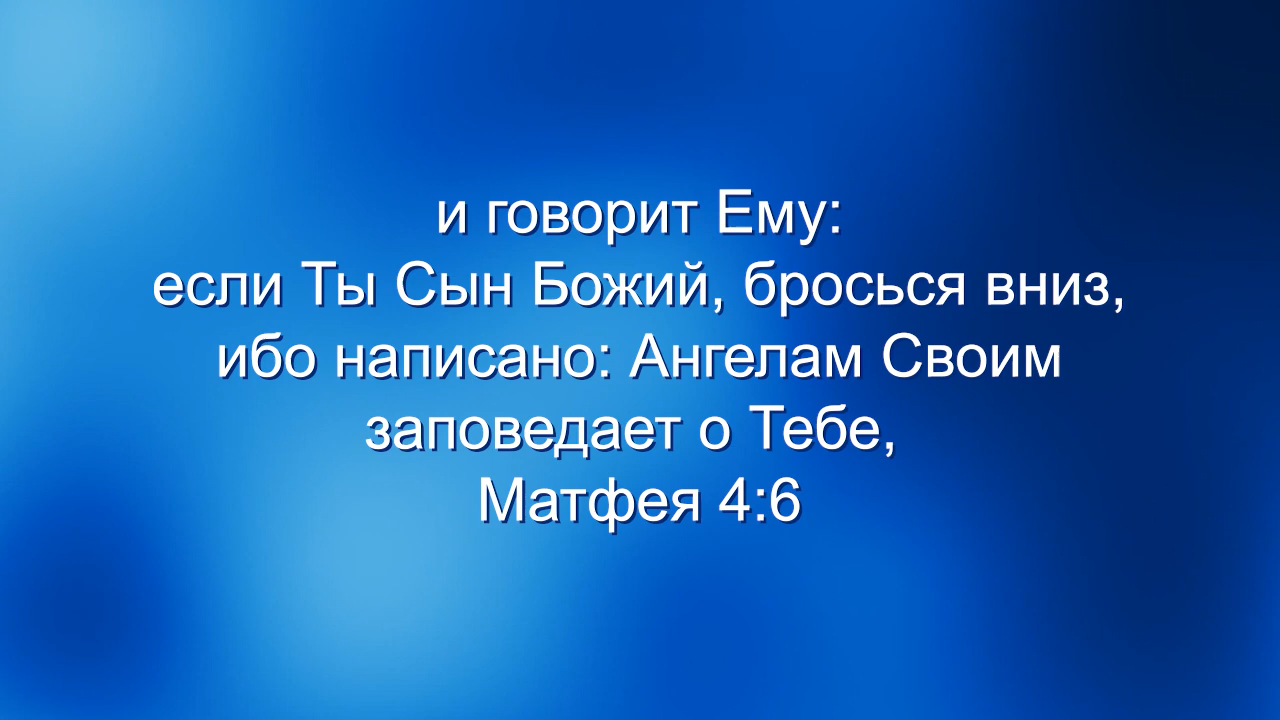 и говорит Ему:
если Ты Сын Божий, бросься вниз,
ибо написано: Ангелам Своим
заповедает о Тебе,
Матфея 4:6